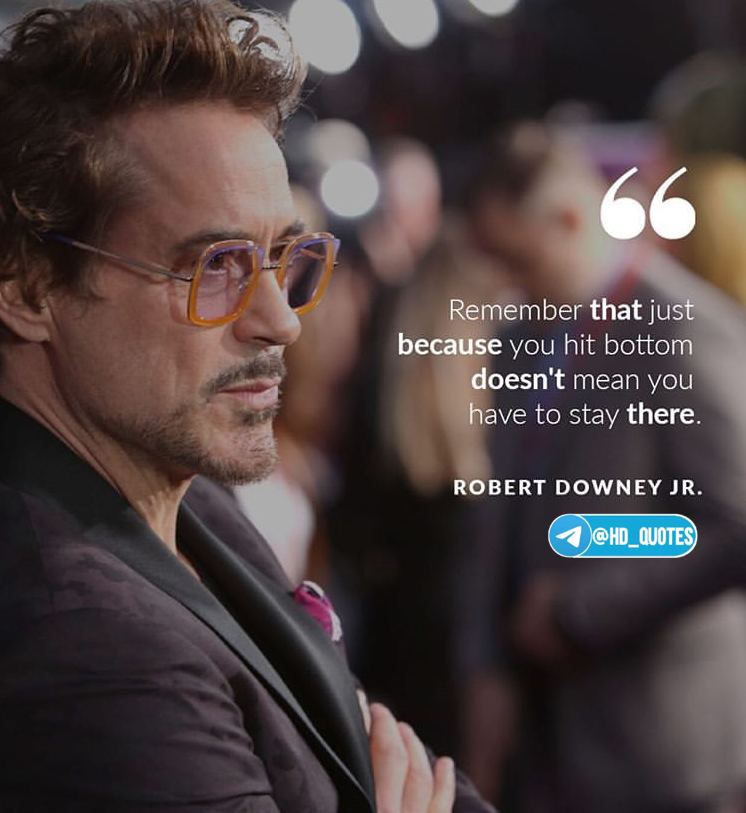 “
Remember that just
because you hit bottom
doesn't mean you
have to stay there.
ROBERT DOWNEY JR.
@HD_QUOTES